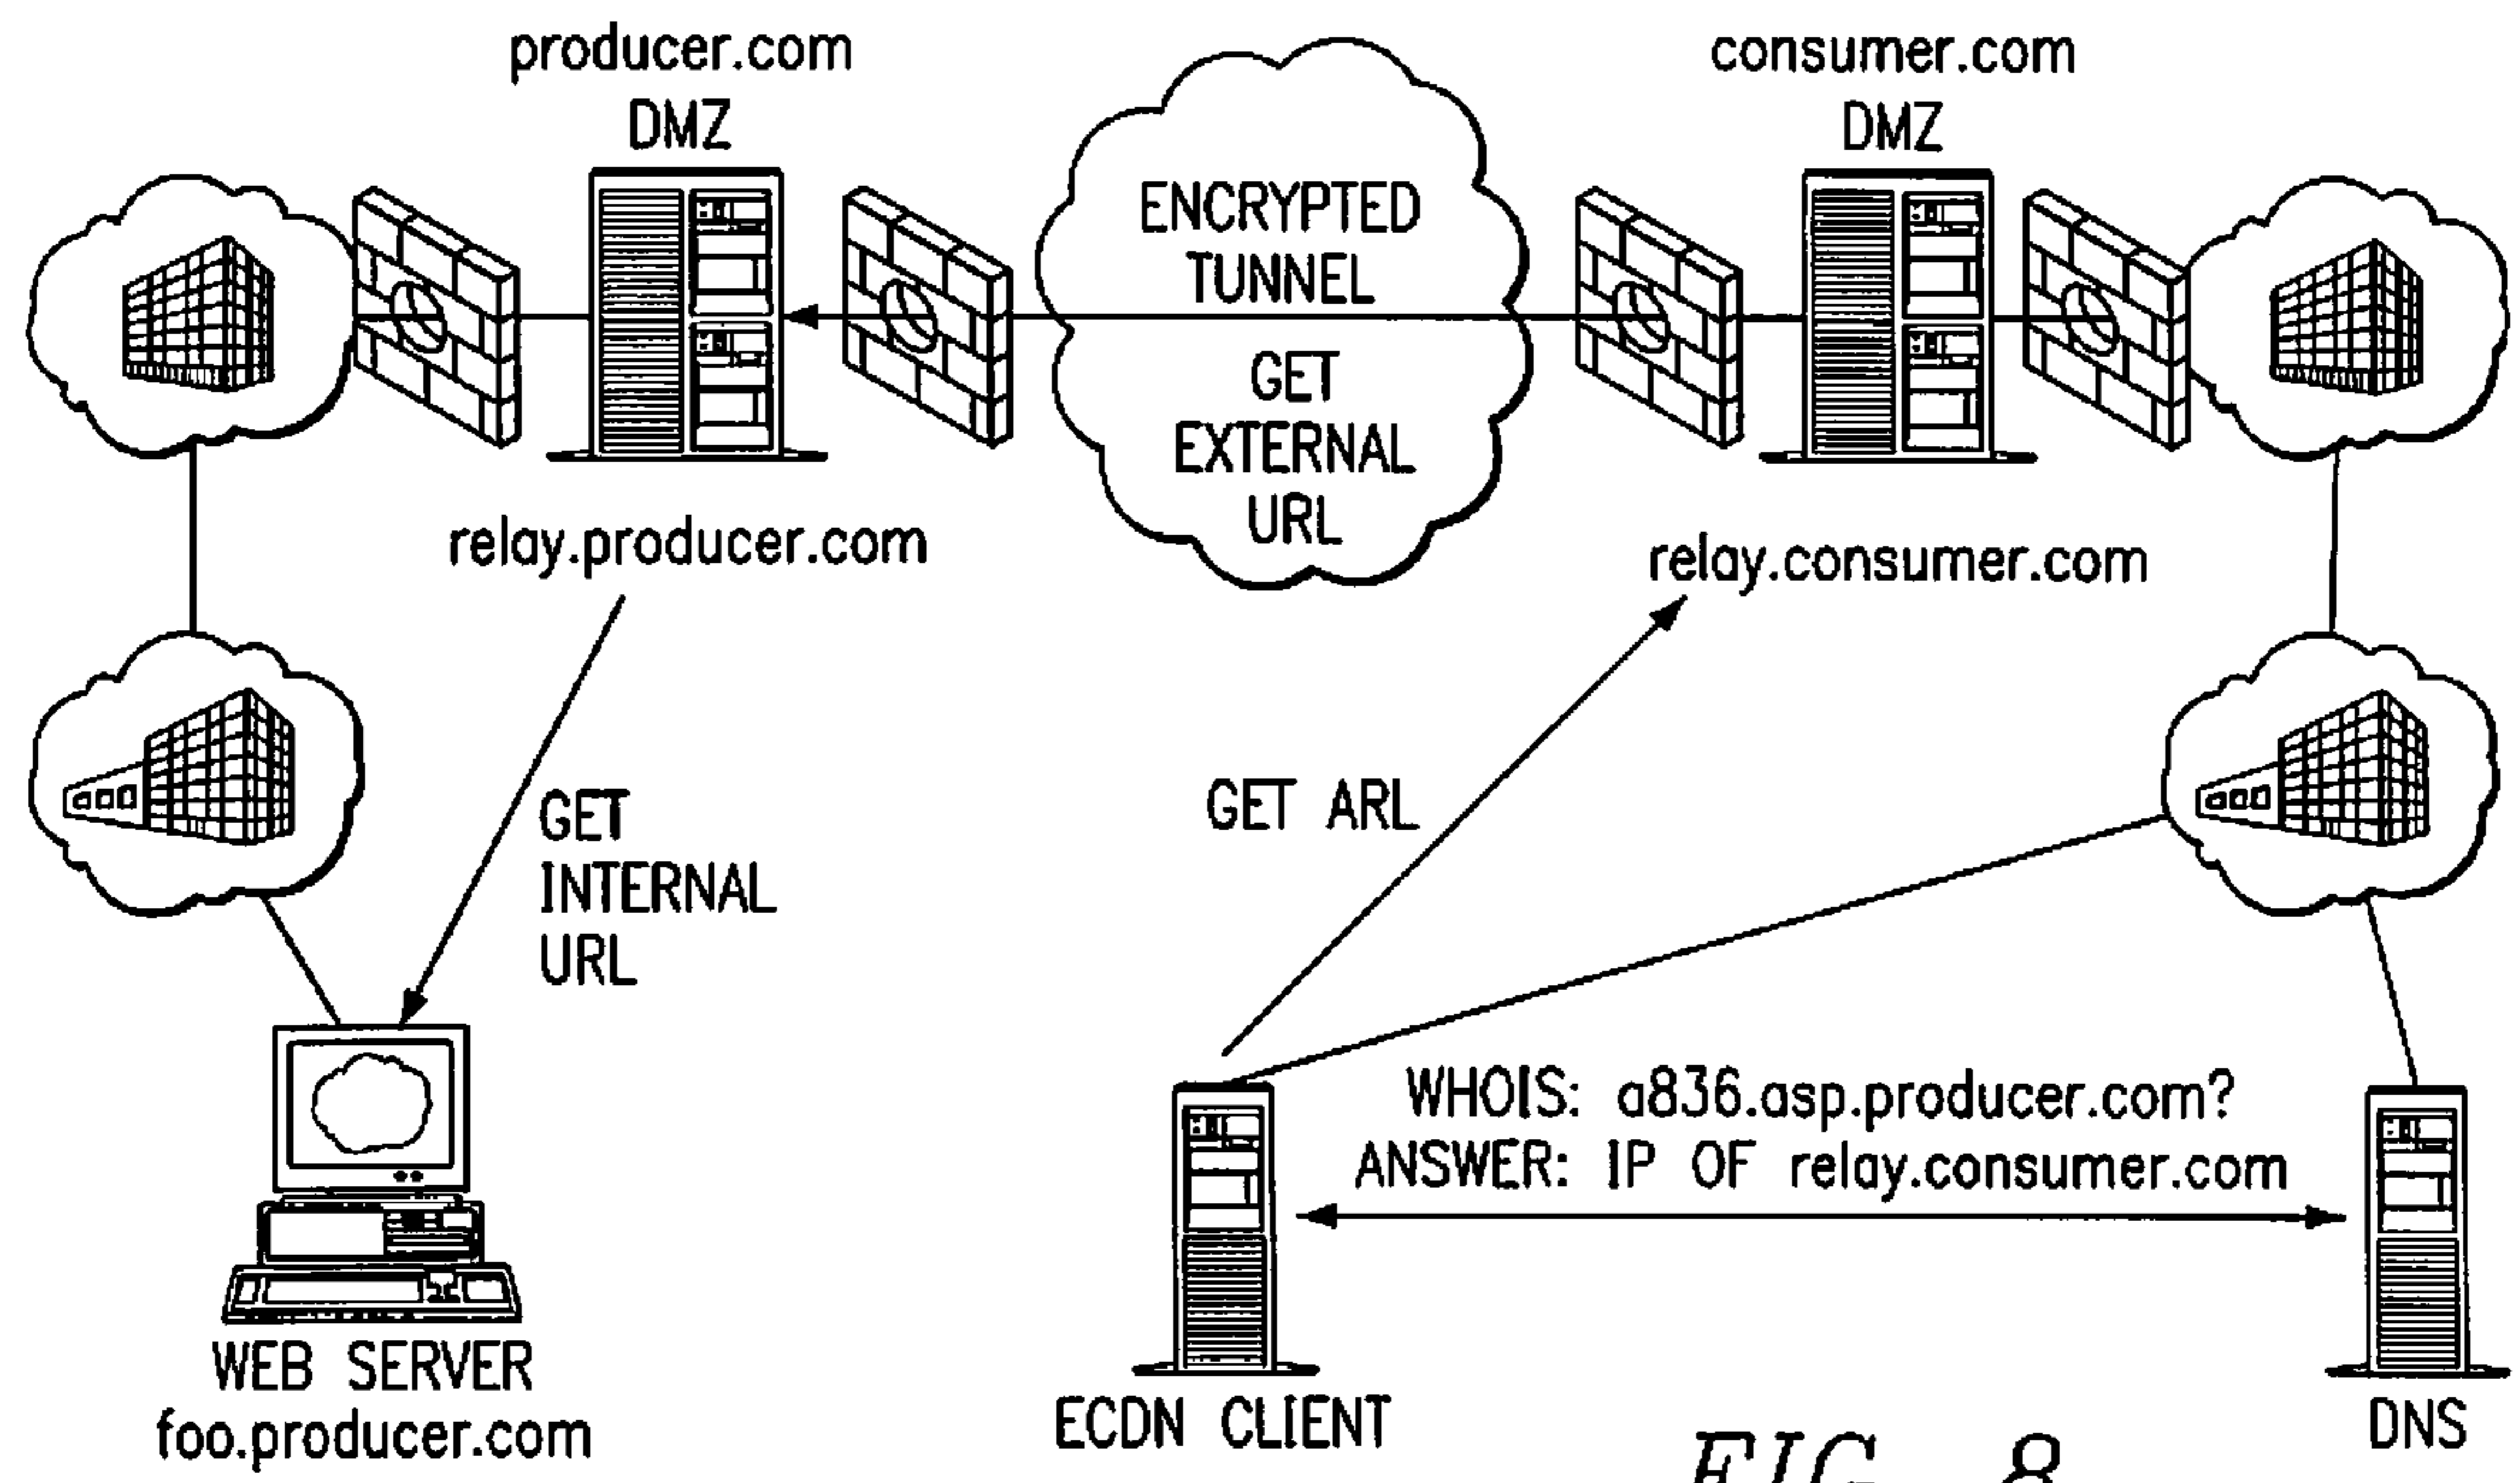 producer.com
DMZ
consumer.com
DMZ
ENCRYPTED
TUNNEL
GET
EXTERNAL
URL
relay.producer.com
relay.consumer.com
GET
INTERNAL
URL
GET ARL
WHOIS: a836.asp.producer.com?
ANSWER: IP OF relay.consumer.com
WEB SERVER
foo.producer.com
ECDN CLIENT
DNS
FIG. 8